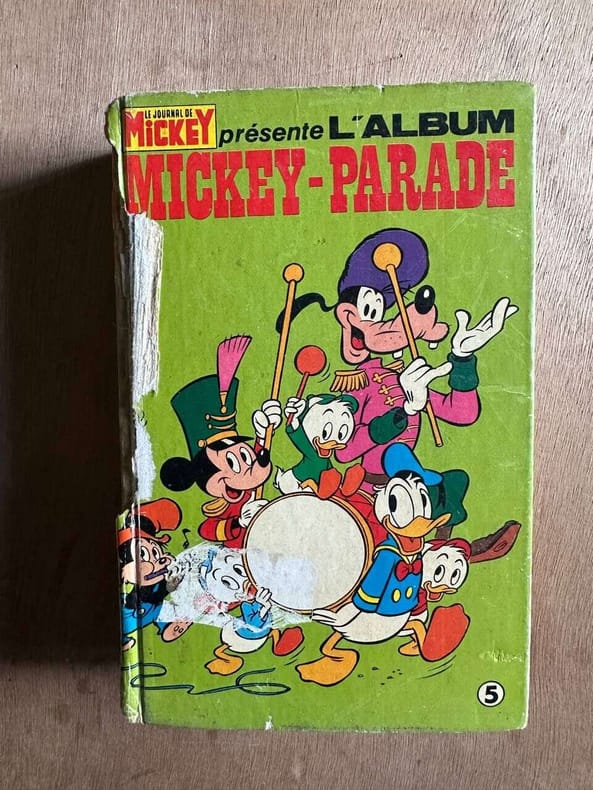 LE JOURNAL DE
MICKEY présente L'ALBUM
MICKEY-PARADE
5